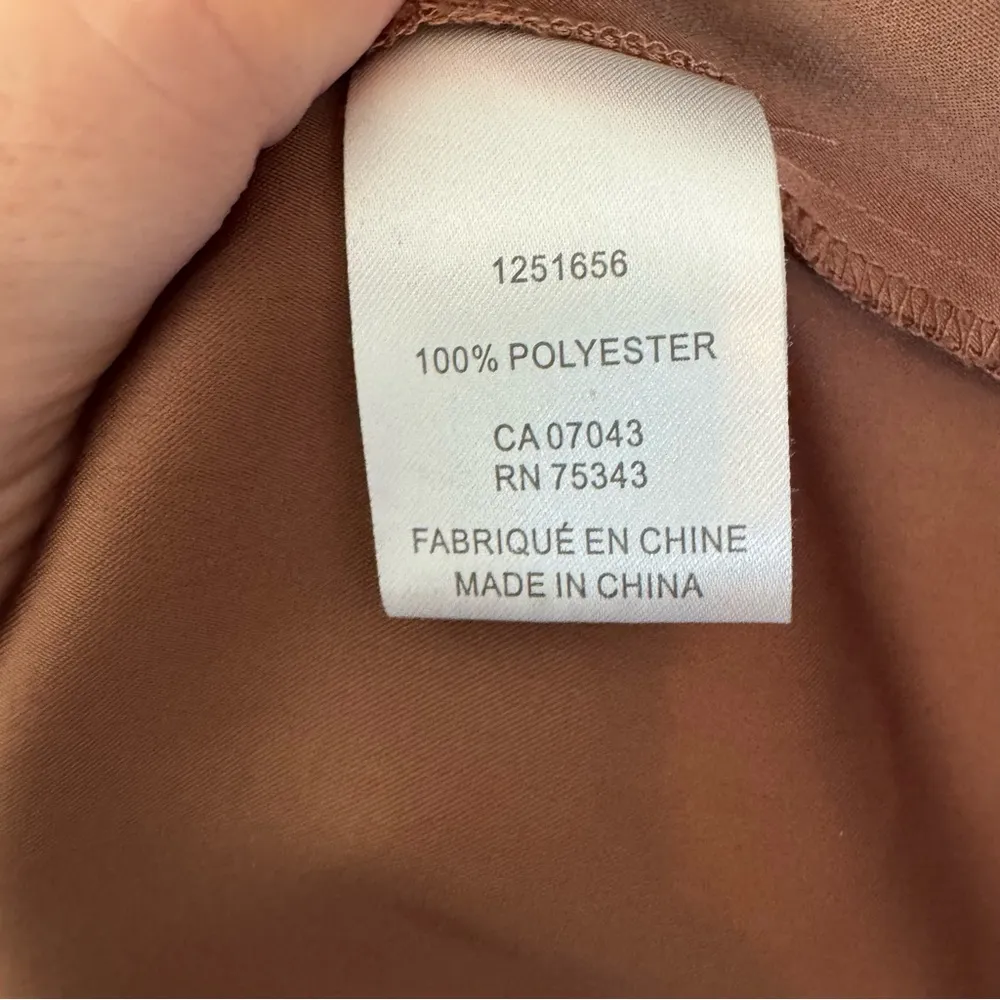 1251656
100% POLYESTER
CA 07043
RN 75343
FABRIQUÉ EN CHINE
MADE IN CHINA